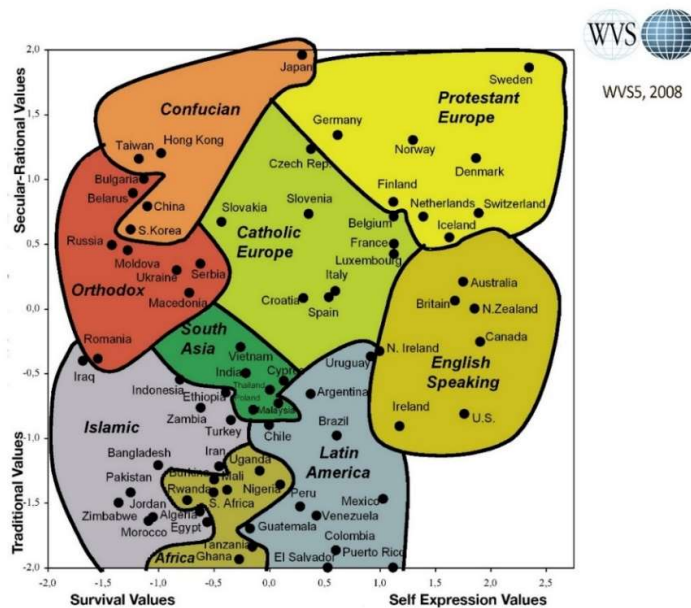 WVS
WVS5, 2008
2,0
1,5
1,0
0,5
0,0
-0,5
-1,0
-1,5
-2,0
Secular-Rational Values
Traditional Values
Japan
Confucian
Taiwan
Hong Kong
Bulgaria
Belarus
China
S.Korea
Sweden
Protestant
Europe
Germany
Norway
Denmark
Czech Rep.
Finland
Netherlands
Switzerland
Iceland
Slovenia
Slovakia
Catholic
Europe
Belgium
France
Luxembourg
Italy
Croatia
Spain
Russia
Moldova
Ukraine
Serbia
Orthodox
Macedonia
Romania
Iraq
Australia
Britain
N.Zealand
Canada
N. Ireland
English
Speaking
Ireland
U.S.
South
Asia
Vietnam
India
Cyprus
Thailand
Poland
Malaysia
Indonesia
Ethiopia
Zambia
Turkey
Islamic
Iran
Bangladesh
Pakistan
Jordan
Zimbabwe
Algeria
Morocco
Egypt
Uruguay
Argentina
Brazil
Chile
Latin
America
Peru
Mexico
Venezuela
Guatemala
Colombia
El Salvador
Puerto Rico
Uganda
Burkina
Mali
Rwanda
Nigeria
S. Africa
Tanzania
Ghana
Africa
-2,0
-1,5
-1,0
-0,5
0,0
0,5
1,0
1,5
2,0
2,5
Survival Values
Self Expression Values